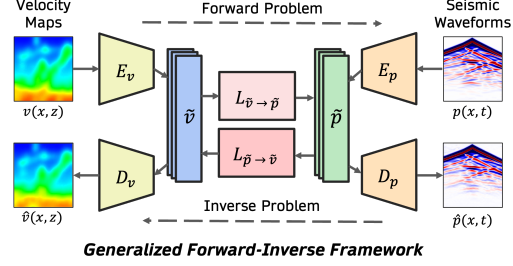 Velocity
Maps
Forward Problem
Seismic
Waveforms
E_v
ṽ
L_{ṽ → p̃}
p̃
E_p
v(x, z)
p(x, t)
L_{p̃ → ṽ}
D_v
D_p
v̂(x, z)
Inverse Problem
p̂(x, t)
Generalized Forward-Inverse Framework